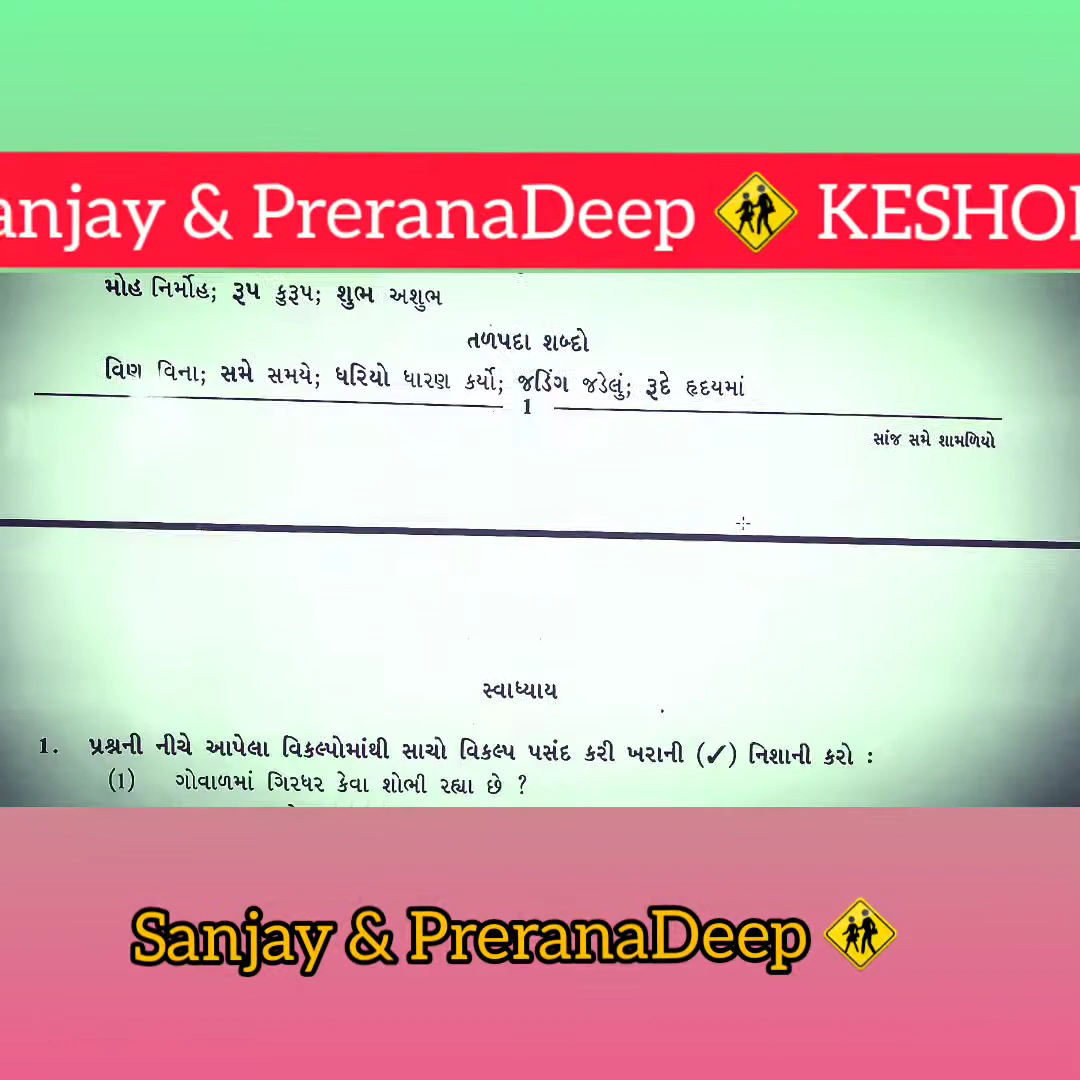 anjay & PreranaDeep 🚸 KESHO
મોહ નિર્મોહ; રૂપ કુરૂપ; શુભ અશુભ
તળપદા શબ્દો
વિણ વિના; સમે સમયે; ધરિયો ધારણ કર્યો; જડિંગ જડેલું; રૂદે હૃદયમાં
1
સાંજ સમે શામળિયો
સ્વાધ્યાય
1. પ્રશ્નની નીચે આપેલા વિકલ્પોમાંથી સાચો વિકલ્પ પસંદ કરી ખરાની (✓) નિશાની કરો :
(1) ગોવાળમાં ગિરધર કેવા શોભી રહ્યા છે ?
Sanjay & PreranaDeep 🚸